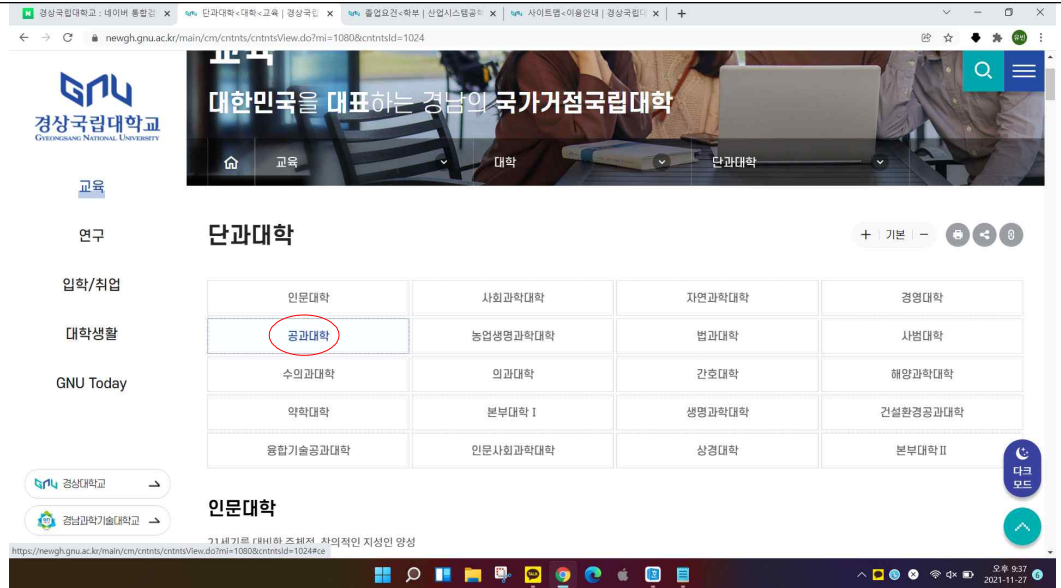 경상국립대학교 : 네이버 통합검
단과대학<대학<교육 | 경상국립
졸업요건<학부 | 산업시스템공학
사이트맵<이용안내 | 경상국립대
newgh.gnu.ac.kr/main/cm/cntnts/cntntsView.do?mi=1080&cntntsId=1024
유빈
GNU
경상국립대학교
GYEONGSANG NATIONAL UNIVERSITY
교육
연구
입학/취업
대학생활
GNU Today
GNU 경상대학교
경남과학기술대학교
교육
대한민국을 대표하는 경남의 국가거점국립대학
교육 대학 단과대학
단과대학
+ 기본 -
인문대학 사회과학대학 자연과학대학 경영대학
공과대학 농업생명과학대학 법과대학 사범대학
수의과대학 의과대학 간호대학 해양과학대학
약학대학 본부대학 I 생명과학대학 건설환경공과대학
융합기술공과대학 인문사회과학대학 상경대학 본부대학 II
다크
모드
인문대학
21세기를 대비한 주체적, 창의적인 지성인 양성
https://newgh.gnu.ac.kr/main/cm/cntnts/cntntsView.do?mi=1080&cntntsId=1024#ce
TALK
오후 9:37
2021-11-27
6